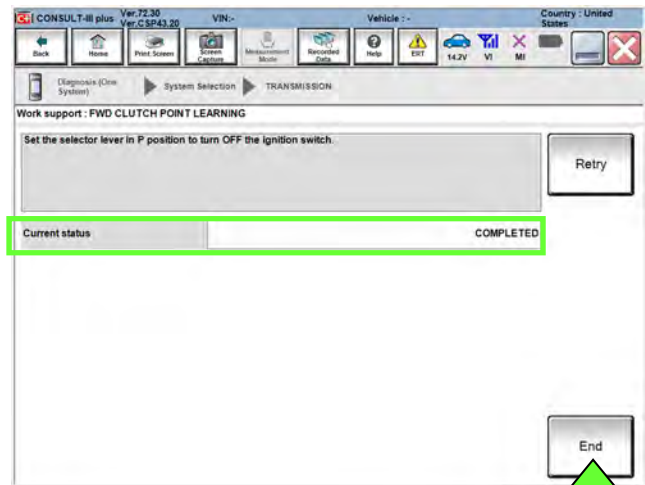 C+ CONSULT-III plus Ver.72.30 VIN:- Vehicle : - Country : United
Ver.CSP43.20 States
Back Home Print Screen Screen Capture Measurement Mode Recorded Data Help ERT 14.2V VI MI
Diagnosis (One System) System Selection TRANSMISSION
Work support : FWD CLUTCH POINT LEARNING
Set the selector lever in P position to turn OFF the ignition switch.
Retry
Current status COMPLETED
End